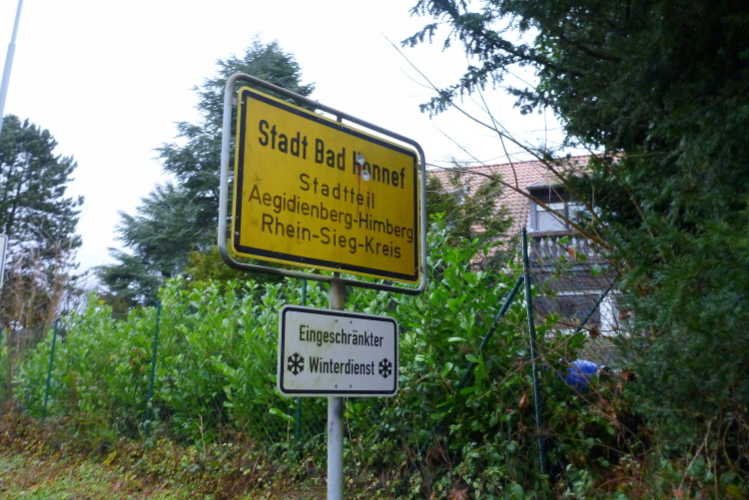 Stadt Bad Honnef
Stadtteil
Aegidienberg-Himberg
Rhein-Sieg-Kreis
Eingeschränkter
Winterdienst